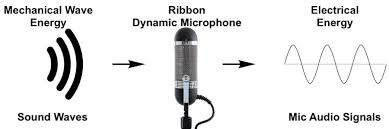 Mechanical Wave
Energy
Ribbon
Dynamic Microphone
Electrical
Energy
Sound Waves
Mic Audio Signals